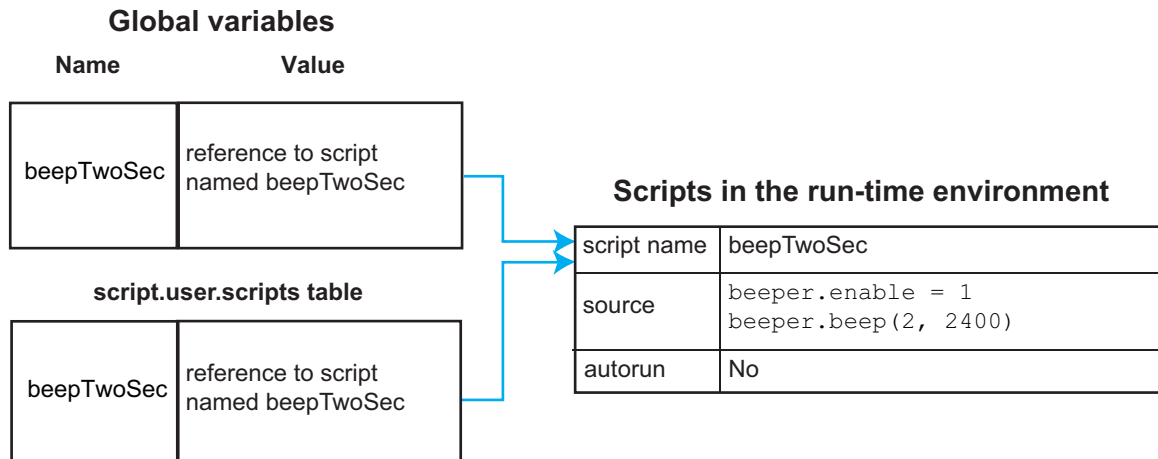 Global variables
Name Value
beepTwoSec
reference to script
named beepTwoSec
script.user.scripts table
beepTwoSec
reference to script
named beepTwoSec
Scripts in the run-time environment
script name beepTwoSec
source
beeper.enable = 1
beeper.beep(2, 2400)
autorun No